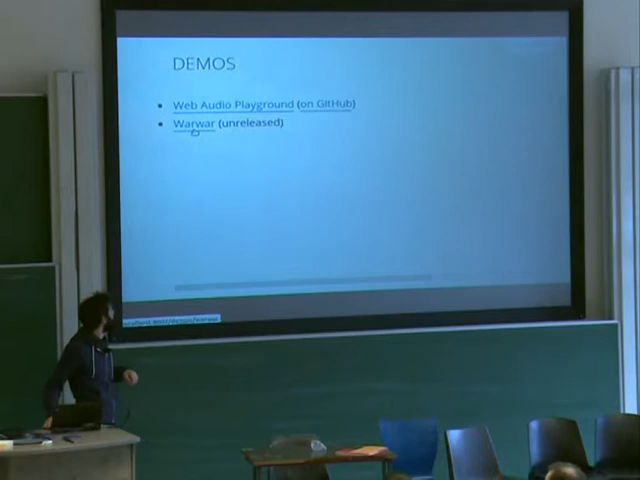 DEMOS
• Web Audio Playground (on GitHub)
• Warwar (unreleased)